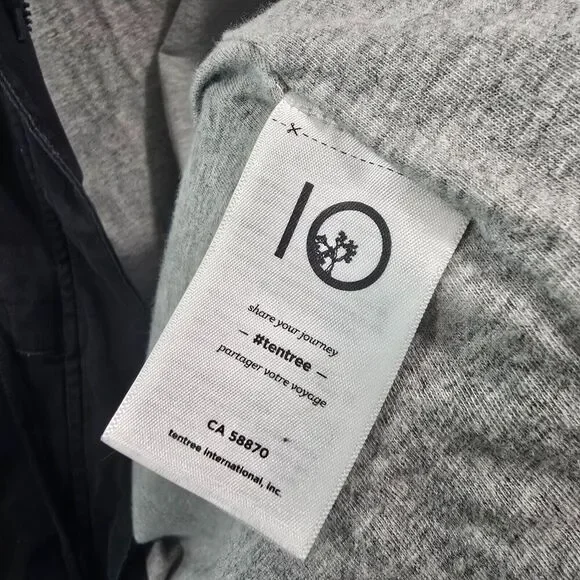 10
share your journey
— #tentree —
partager votre voyage
CA 58870
tentree international, inc.